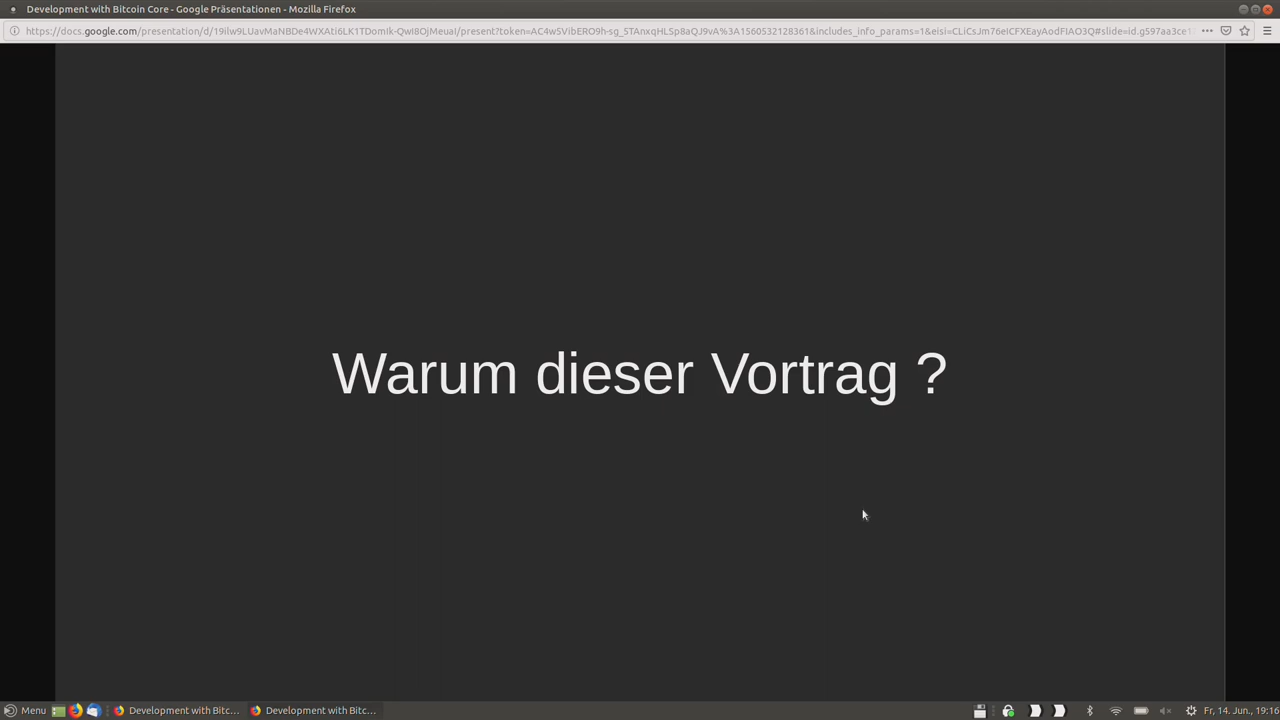 Development with Bitcoin Core - Google Präsentationen - Mozilla Firefox
Warum dieser Vortrag ?
Menu
Development with Bitc...
Development with Bitc...
Fr, 14. Jun., 19:16